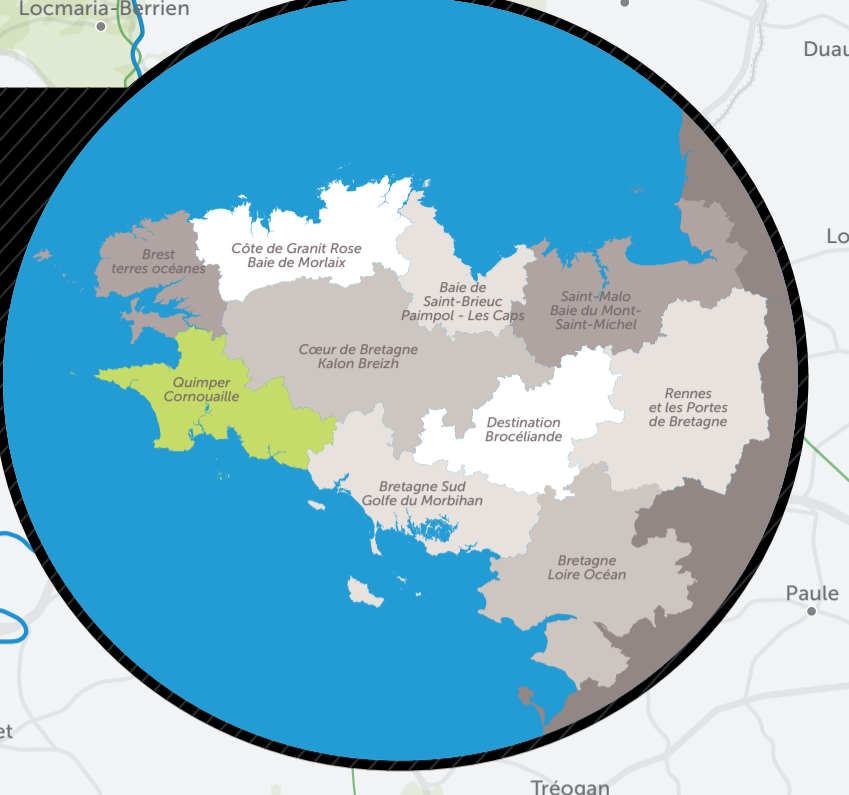 Locmaria-Berrien
Duau
Lo
Côte de Granit Rose
Baie de Morlaix
Brest
terres océanes
Baie de
Saint-Brieuc
Paimpol - Les Caps
Saint-Malo
Baie du Mont-
Saint-Michel
Cœur de Bretagne
Kalon Breizh
Quimper
Cornouaille
Rennes
et les Portes
de Bretagne
Destination
Brocéliande
Bretagne Sud
Golfe du Morbihan
Bretagne
Loire Océan
Paule
et
Tréogan